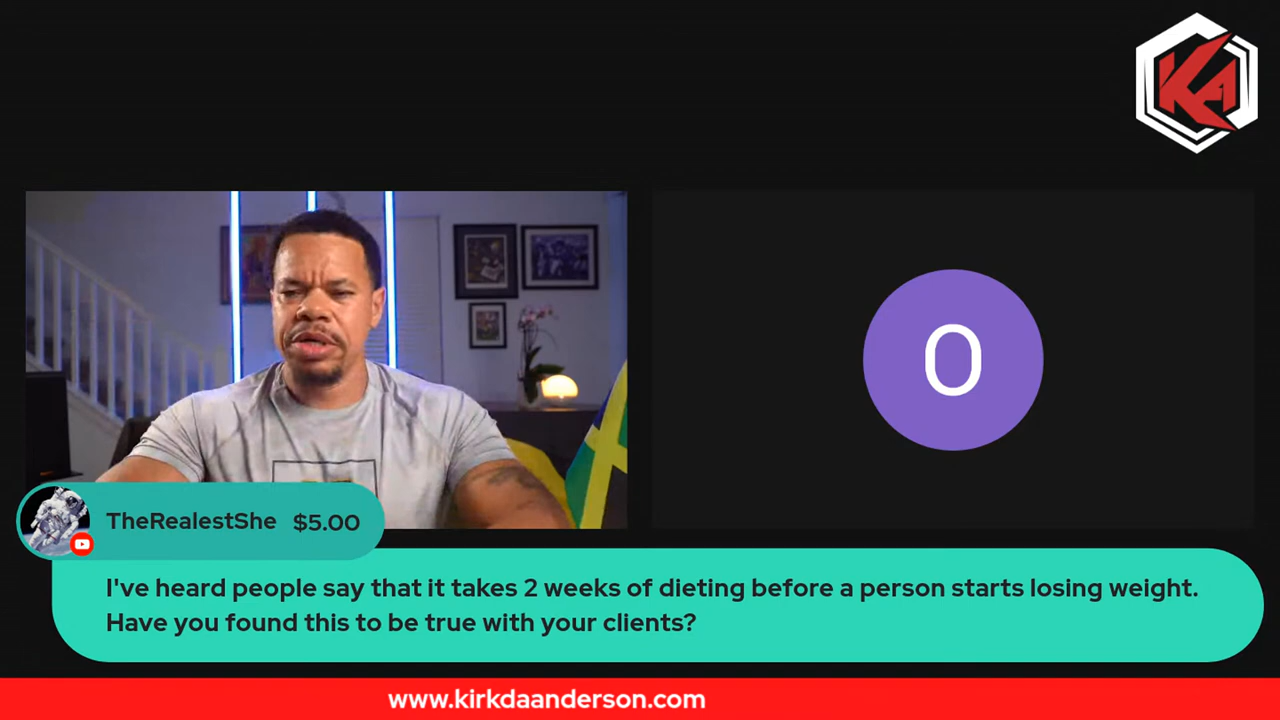 KA
O
TheRealestShe $5.00
I've heard people say that it takes 2 weeks of dieting before a person starts losing weight.
Have you found this to be true with your clients?
www.kirkdaanderson.com